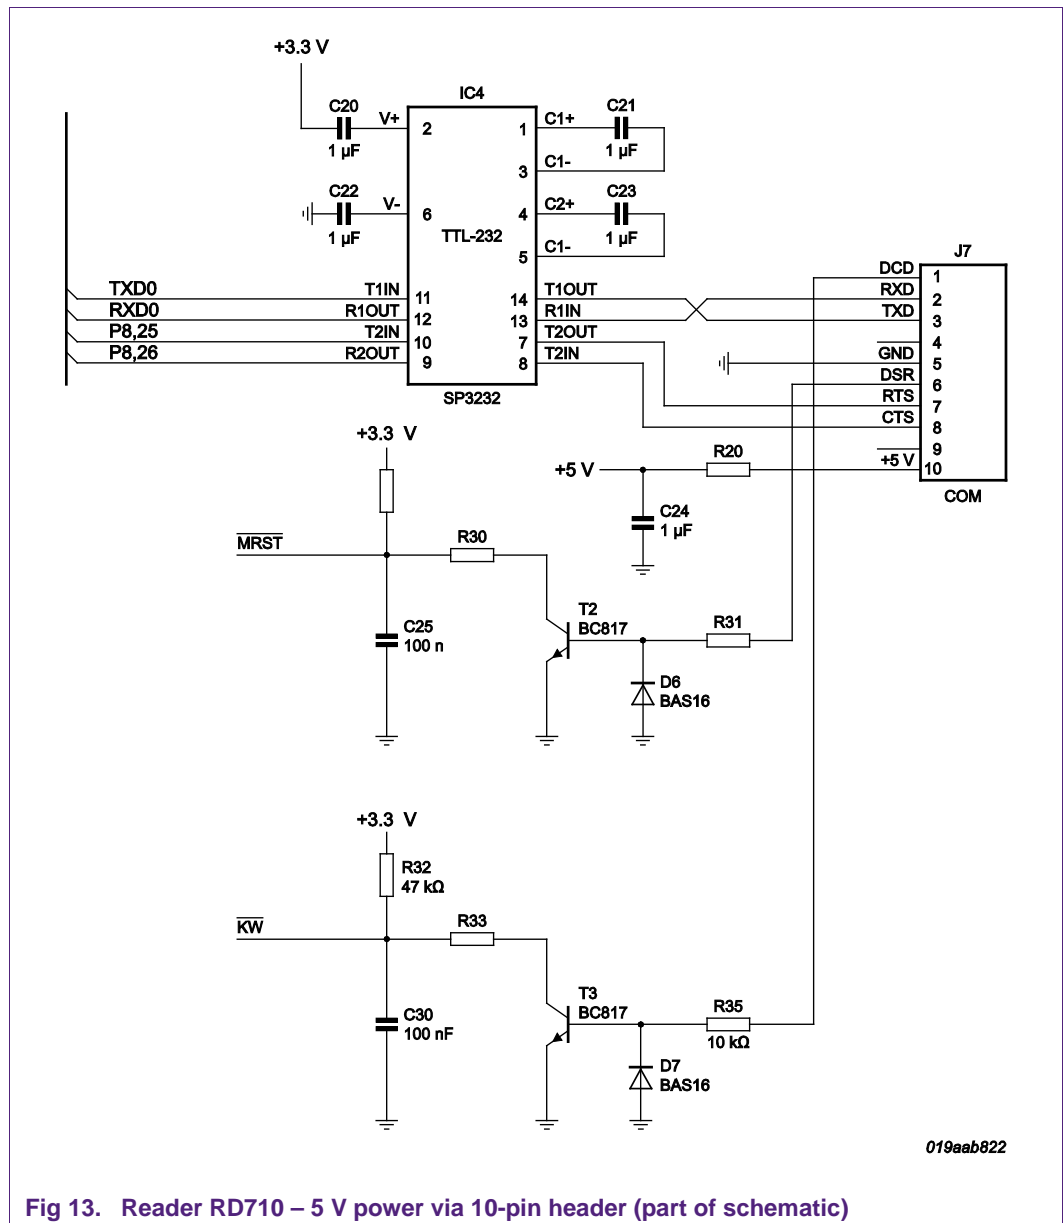 +3.3 V
IC4
C20
V+
2
1
C1+
C21
1 µF
1 µF
3
C1-
C22
V-
6
4
C2+
C23
1 µF
TTL-232
1 µF
5
C1-
J7
DCD
1
TXD0
T1IN
11
14
T1OUT
RXD
2
RXD0
R1OUT
12
13
R1IN
TXD
3
P8,25
T2IN
10
7
T2OUT
4
P8,26
R2OUT
9
8
T2IN
GND
5
DSR
6
SP3232
RTS
7
CTS
8
9
+3.3 V
R20
+5 V
+5 V
10
COM
C24
1 µF
MRST
R30
T2
BC817
C25
100 n
R31
D6
BAS16
+3.3 V
R32
47 kΩ
KW
R33
T3
BC817
C30
100 nF
R35
10 kΩ
D7
BAS16
019aab822
Fig 13. Reader RD710 – 5 V power via 10-pin header (part of schematic)